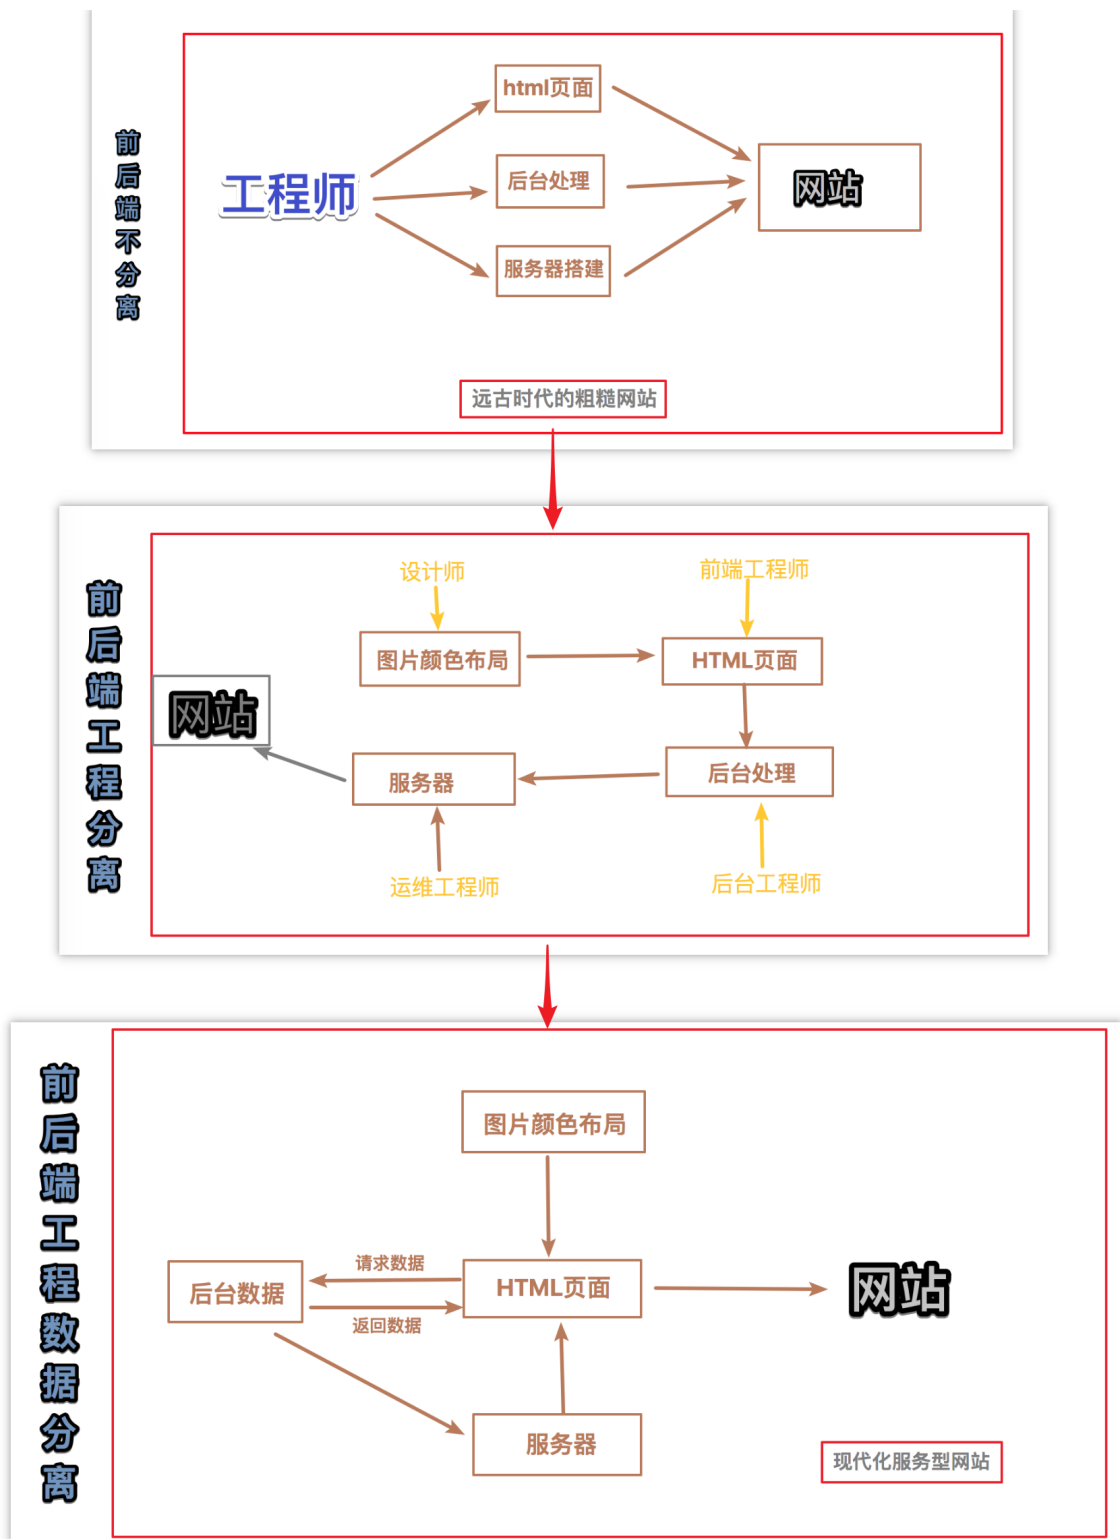 前后端不分离
html页面
工程师
后台处理
网站
服务器搭建
远古时代的粗糙网站
前后端工程分离
设计师
前端工程师
图片颜色布局
HTML页面
网站
服务器
后台处理
运维工程师
后台工程师
前后端工程数据分离
图片颜色布局
请求数据
后台数据
HTML页面
网站
返回数据
服务器
现代化服务型网站